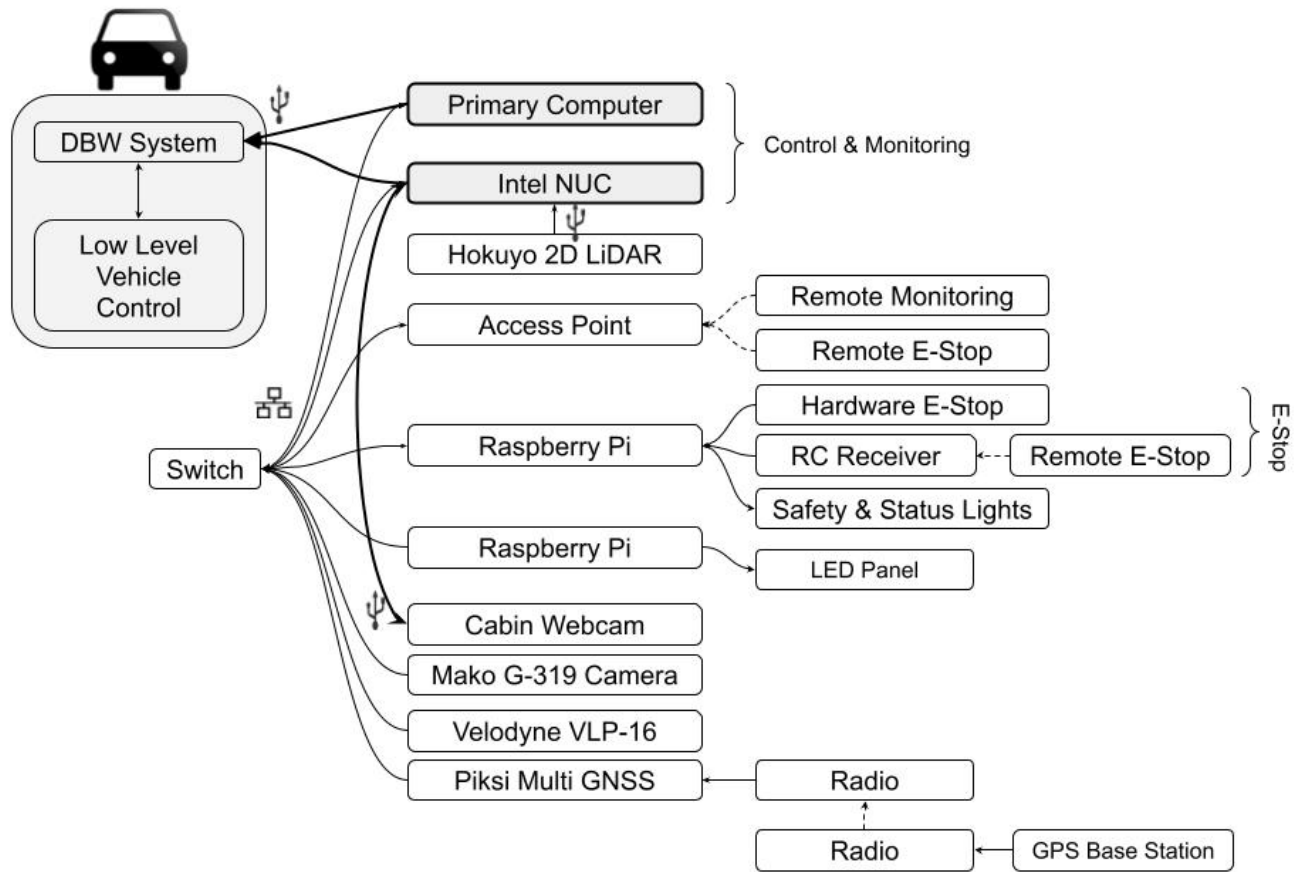 Primary Computer
DBW System
Control & Monitoring
Intel NUC
Low Level
Vehicle
Control
Hokuyo 2D LiDAR
Remote Monitoring
Access Point
Remote E-Stop
Hardware E-Stop
Switch
Raspberry Pi
RC Receiver
Remote E-Stop
E-Stop
Safety & Status Lights
Raspberry Pi
LED Panel
Cabin Webcam
Mako G-319 Camera
Velodyne VLP-16
Piksi Multi GNSS
Radio
Radio
GPS Base Station